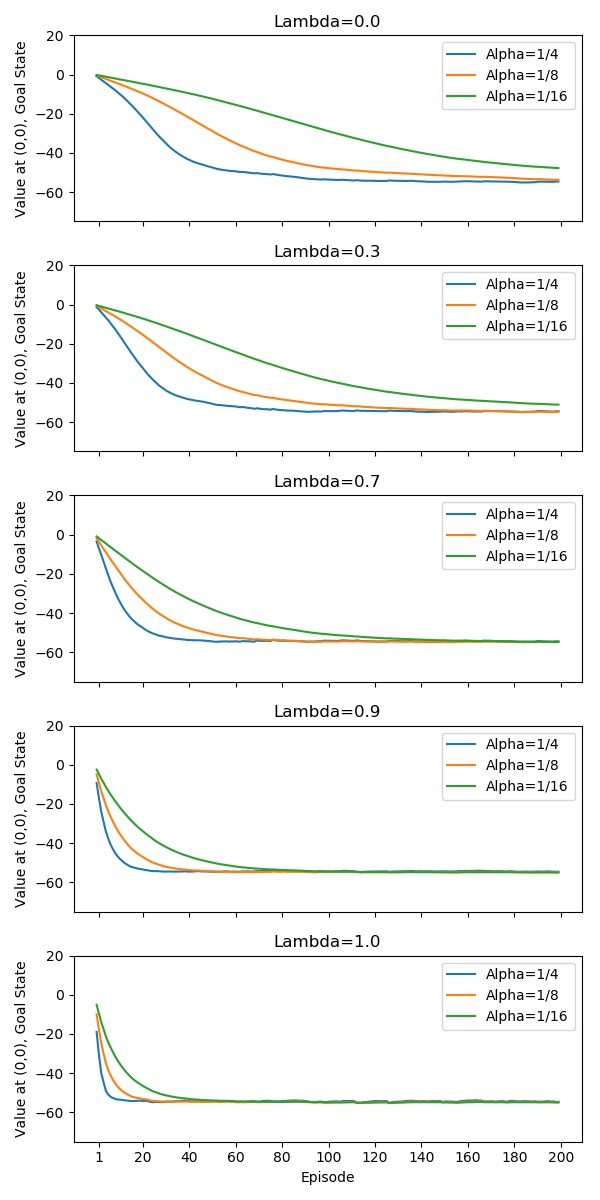 Lambda=0.0
Value at (0,0), Goal State
20
0
−20
−40
−60
Alpha=1/4
Alpha=1/8
Alpha=1/16
Lambda=0.3
Value at (0,0), Goal State
20
0
−20
−40
−60
Alpha=1/4
Alpha=1/8
Alpha=1/16
Lambda=0.7
Value at (0,0), Goal State
20
0
−20
−40
−60
Alpha=1/4
Alpha=1/8
Alpha=1/16
Lambda=0.9
Value at (0,0), Goal State
20
0
−20
−40
−60
Alpha=1/4
Alpha=1/8
Alpha=1/16
Lambda=1.0
Value at (0,0), Goal State
20
0
−20
−40
−60
Alpha=1/4
Alpha=1/8
Alpha=1/16
1 20 40 60 80 100 120 140 160 180 200
Episode